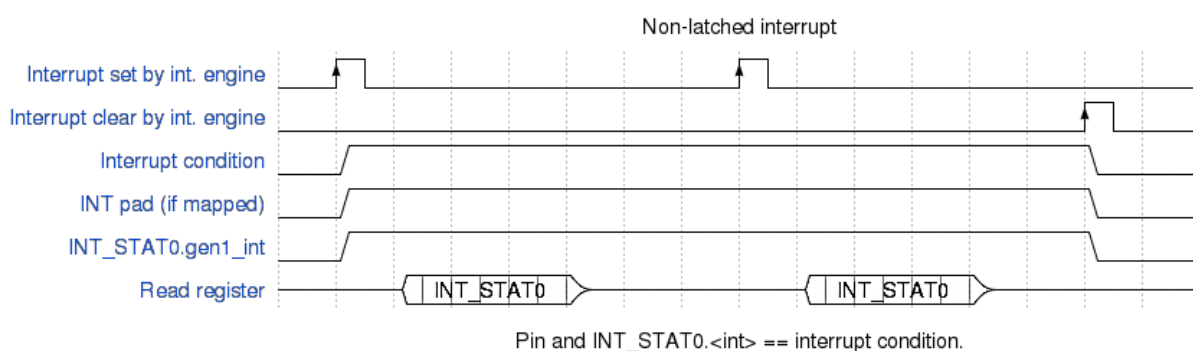 Non-latched interrupt
Interrupt set by int. engine
Interrupt clear by int. engine
Interrupt condition
INT pad (if mapped)
INT_STAT0.gen1_int
Read register
INT_STAT0
INT_STAT0
Pin and INT_STAT0.<int> == interrupt condition.